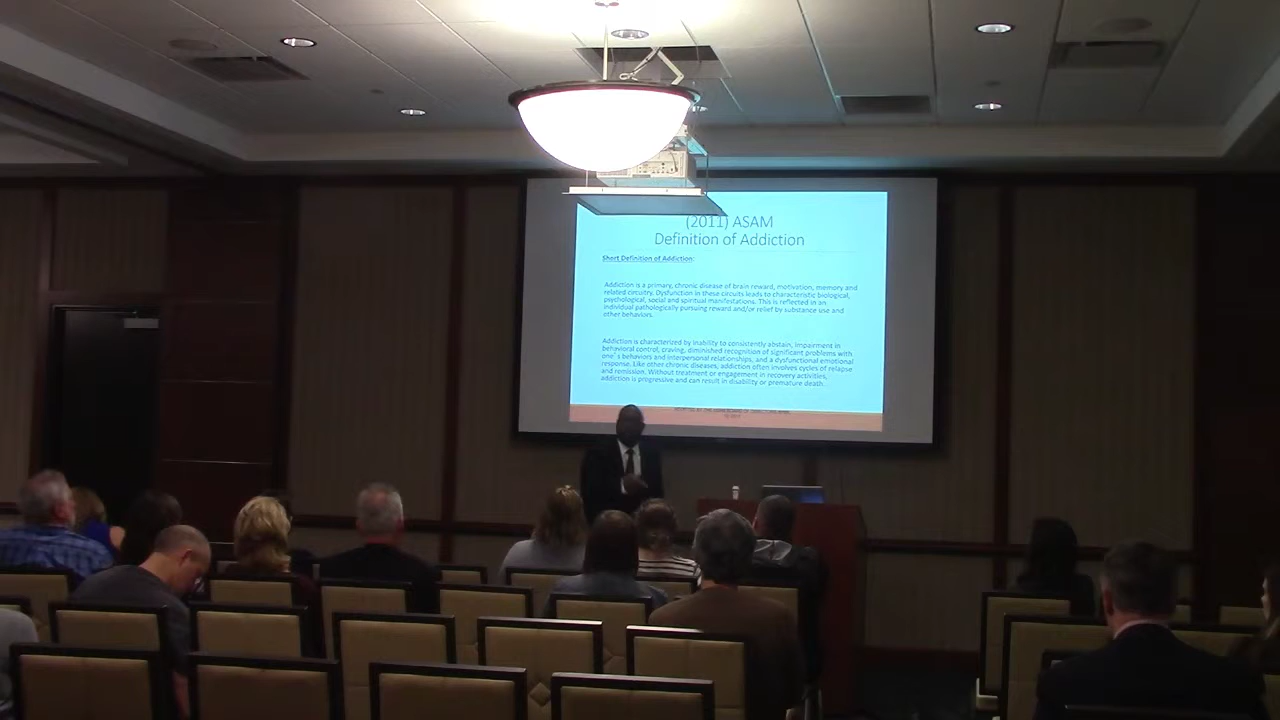 (2011) ASAM
Definition of Addiction
Short Definition of Addiction:
Addiction is a primary, chronic disease of brain reward, motivation, memory and
related circuitry. Dysfunction in these circuits leads to characteristic biological,
psychological, social and spiritual manifestations. This is reflected in an
individual pathologically pursuing reward and/or relief by substance use and
other behaviors.
Addiction is characterized by inability to consistently abstain, impairment in
behavioral control, craving, diminished recognition of significant problems with
one's behaviors and interpersonal relationships, and a dysfunctional emotional
response. Like other chronic diseases, addiction often involves cycles of relapse
and remission. Without treatment or engagement in recovery activities,
addiction is progressive and can result in disability or premature death.